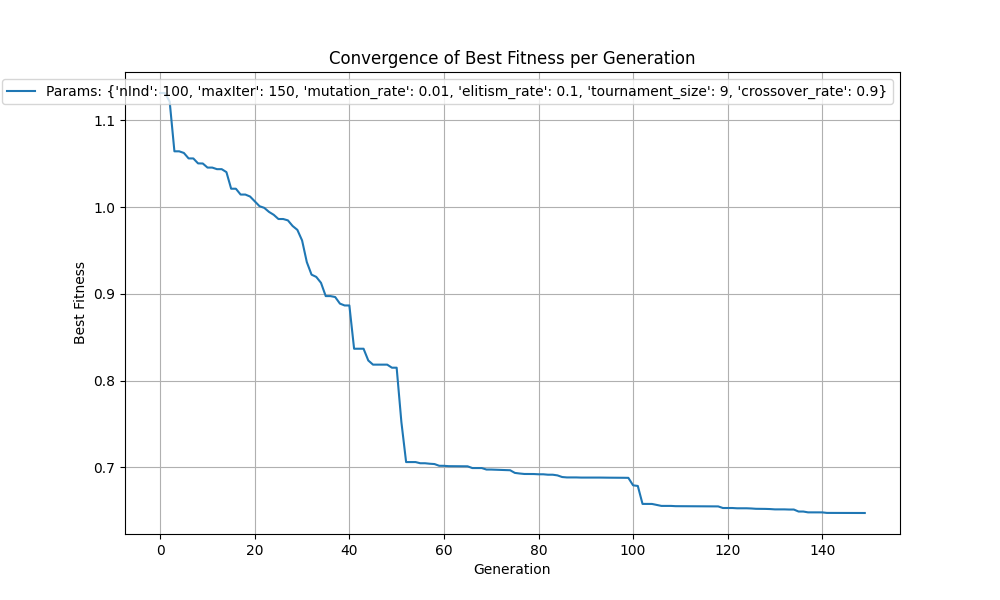 Convergence of Best Fitness per Generation
Params: {'nInd': 100, 'maxIter': 150, 'mutation_rate': 0.01, 'elitism_rate': 0.1, 'tournament_size': 9, 'crossover_rate': 0.9}
1.1
1.0
0.9
0.8
0.7
Best Fitness
0 20 40 60 80 100 120 140
Generation